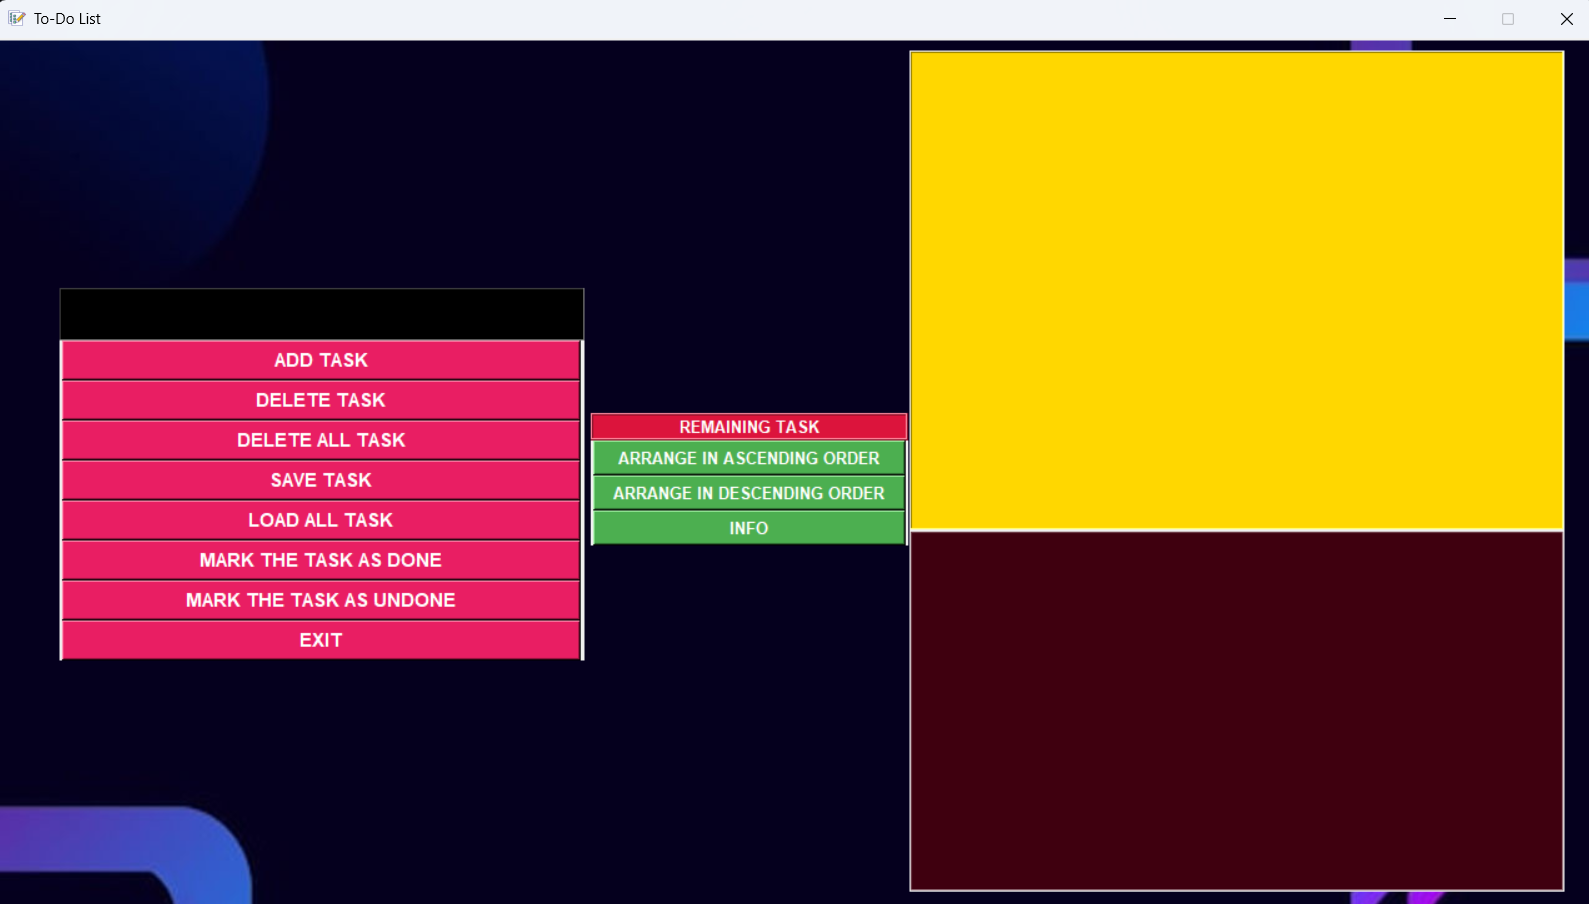 To-Do List
ADD TASK
DELETE TASK
DELETE ALL TASK
SAVE TASK
LOAD ALL TASK
MARK THE TASK AS DONE
MARK THE TASK AS UNDONE
EXIT
REMAINING TASK
ARRANGE IN ASCENDING ORDER
ARRANGE IN DESCENDING ORDER
INFO